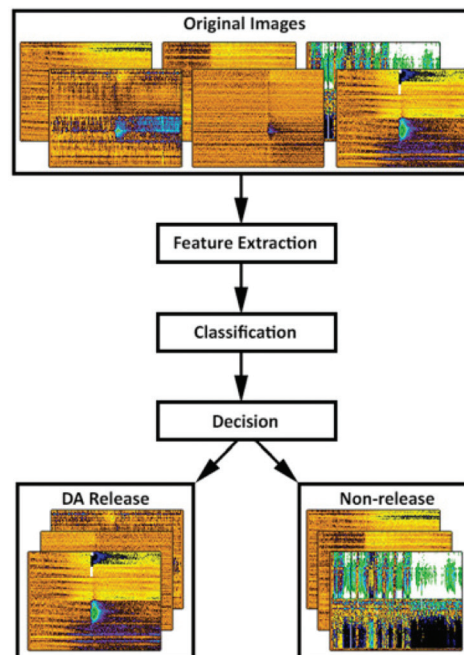 Original Images
Feature Extraction
Classification
Decision
DA Release
Non-release